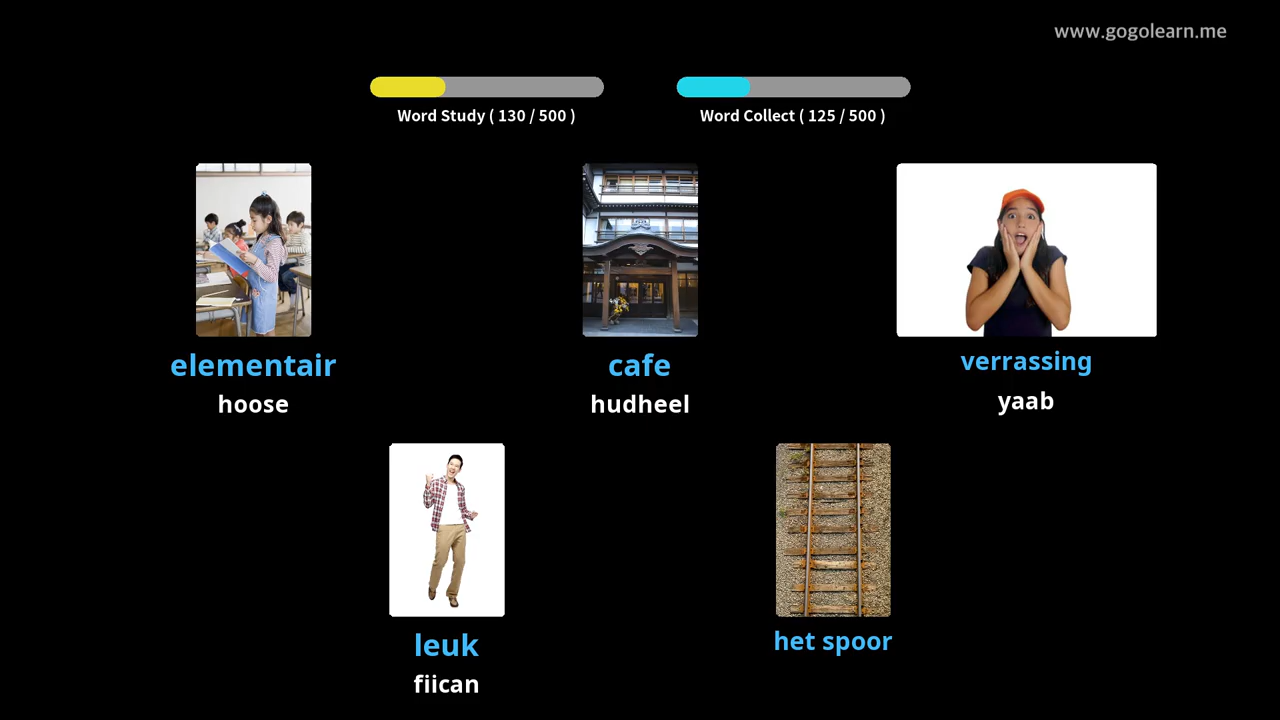 www.gogolearn.me
Word Study ( 130 / 500 )
Word Collect ( 125 / 500 )
elementair
hoose
cafe
hudheel
verrassing
yaab
leuk
fiican
het spoor